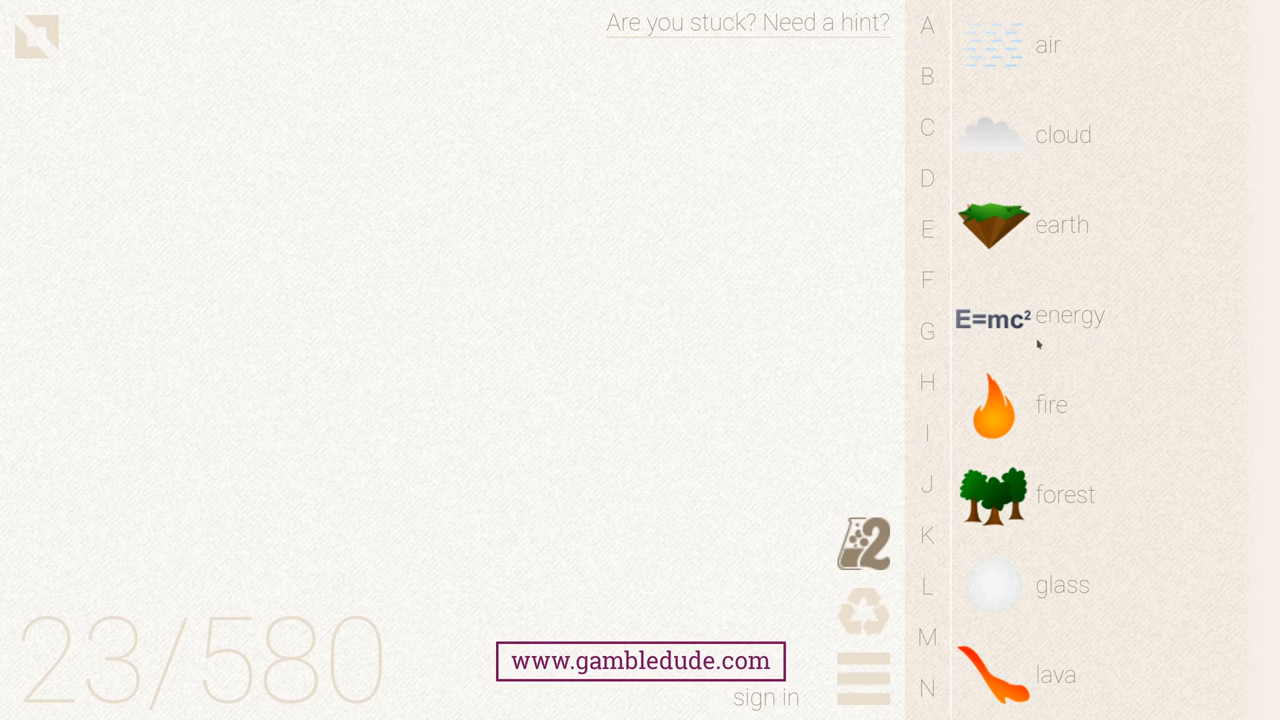 Are you stuck? Need a hint?
A
B
C
D
E
F
G
H
I
J
K
L
M
N
air
cloud
earth
E=mc² energy
fire
forest
glass
lava
2
23/580
www.gambledude.com
sign in